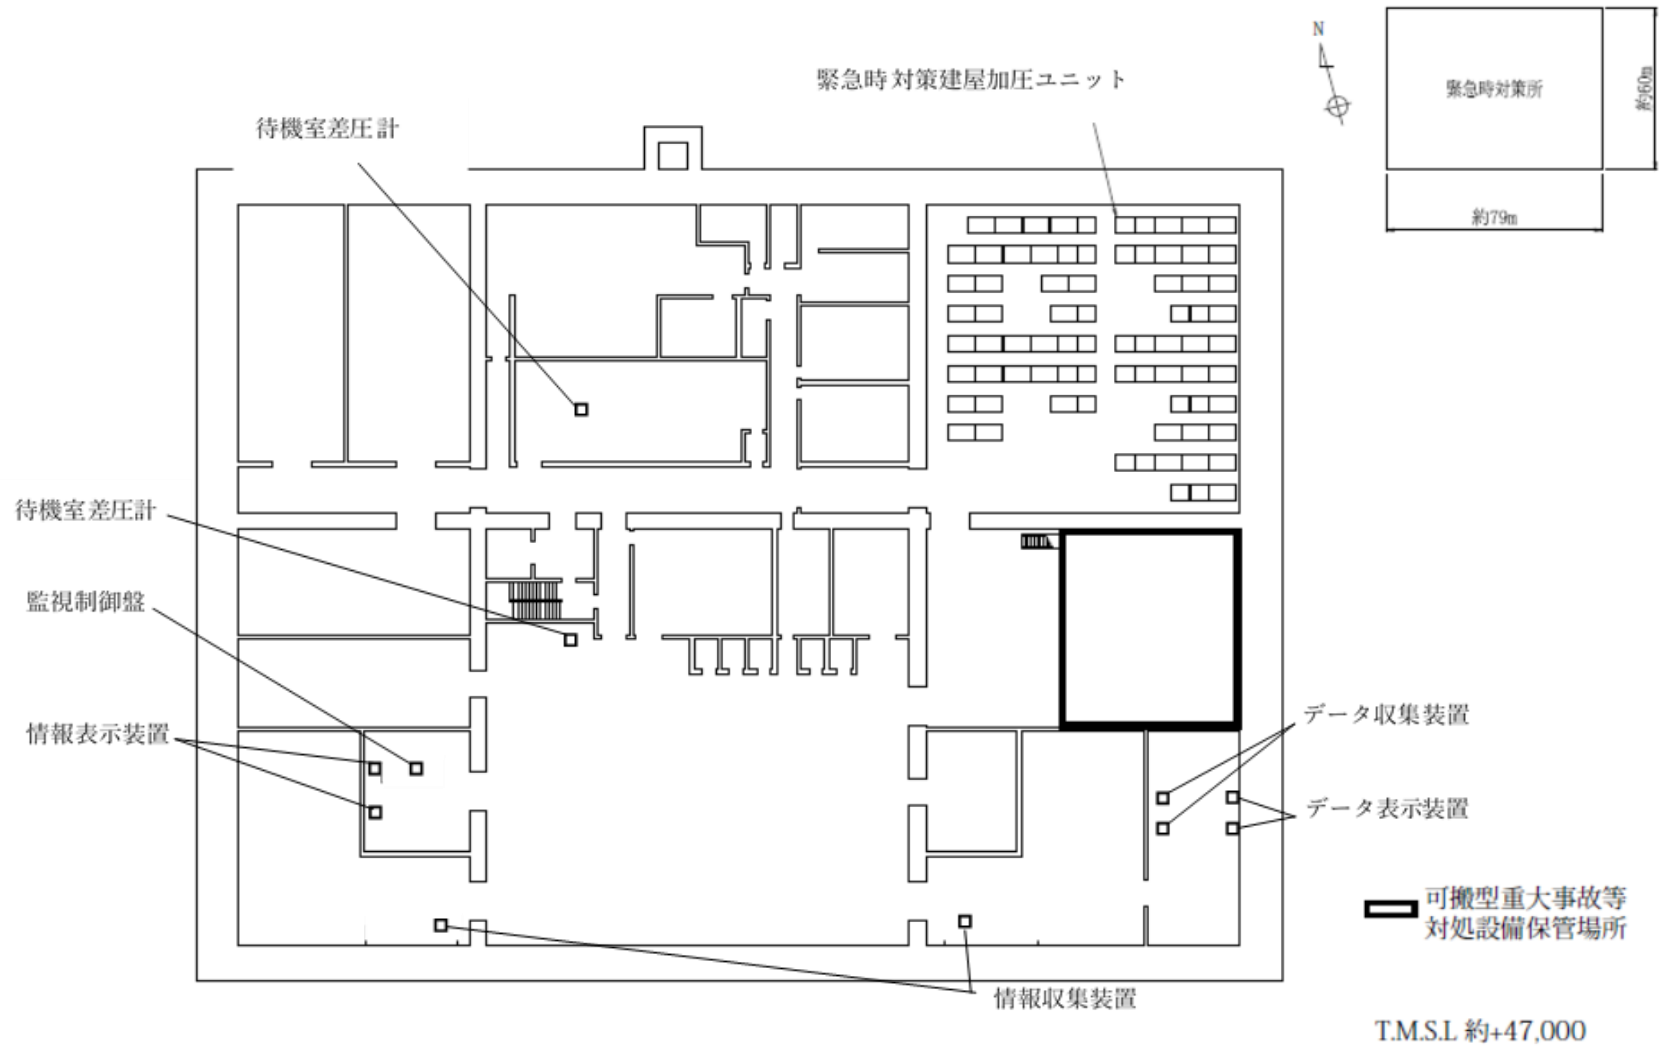 N
緊急時対策所
約60m
約79m
緊急時対策建屋加圧ユニット
待機室差圧計
待機室差圧計
監視制御盤
情報表示装置
データ収集装置
データ表示装置
可搬型重大事故等
対処設備保管場所
情報収集装置
T.M.S.L 約+47,000